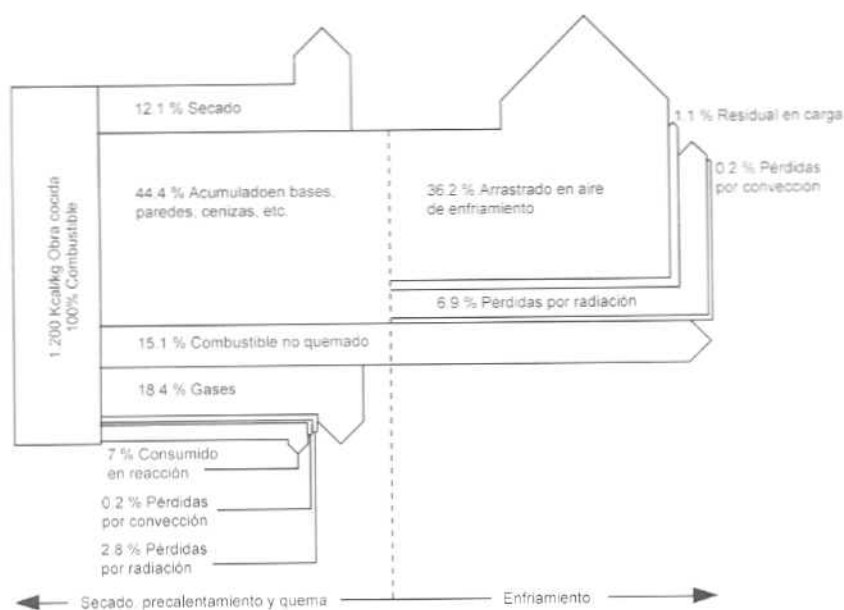 1.200 Kcal/kg Obra cocida
100% Combustible
12.1 % Secado
44.4 % Acumuladoen bases,
paredes, cenizas, etc.
15.1 % Combustible no quemado
18.4 % Gases
7 % Consumido
en reacción
0.2 % Pérdidas
por convección
2.8 % Pérdidas
por radiación
36.2 % Arrastrado en aire
de enfriamiento
1.1 % Residual en carga
0.2 % Pérdidas
por convección
6.9 % Pérdidas por radiación
Secado, precalentamiento y quema
Enfriamiento